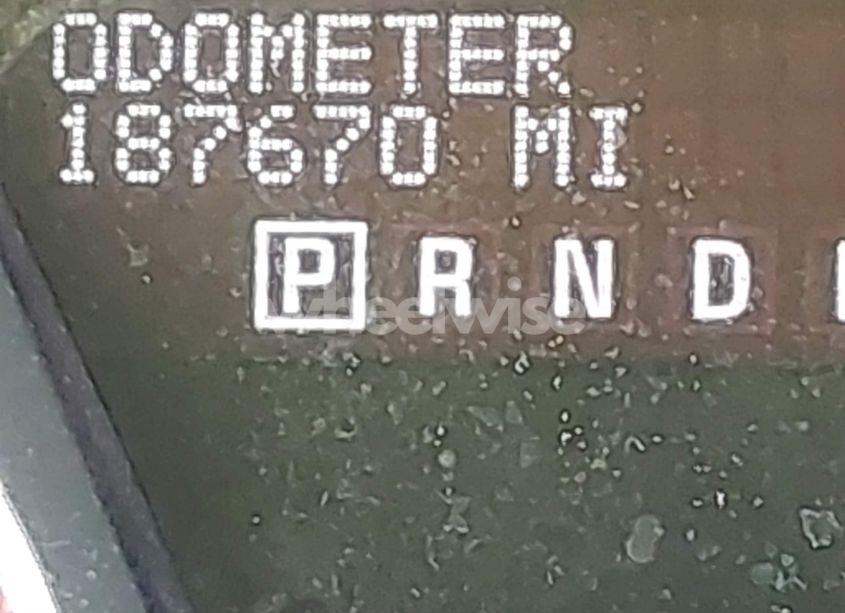 ODOMETER
187670 MI
P R N D
wheelwise